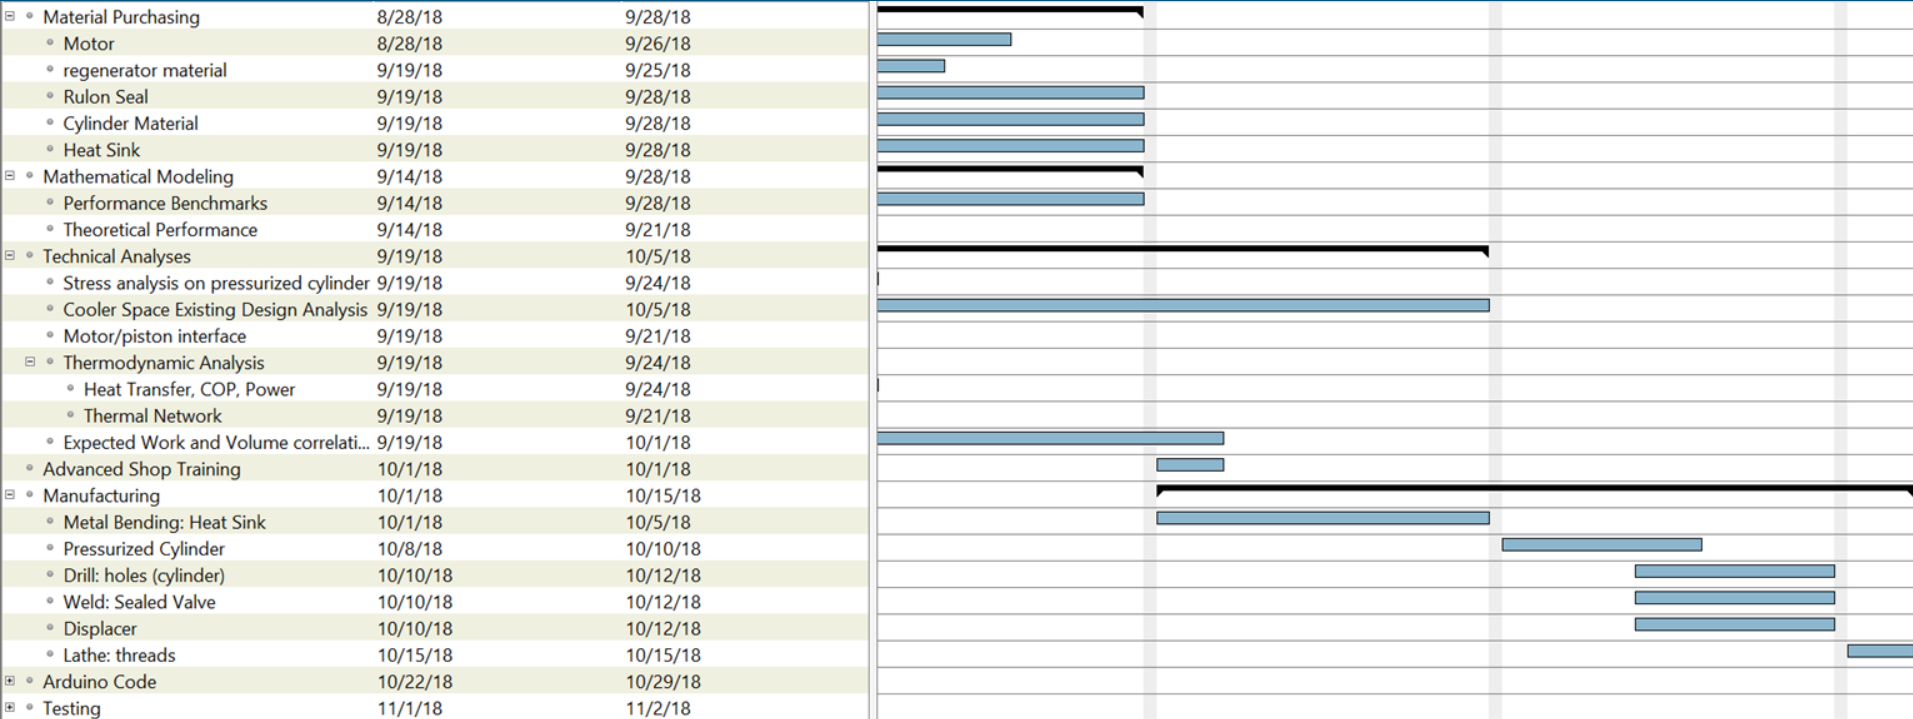 Material Purchasing 8/28/18 9/28/18
Motor 8/28/18 9/26/18
regenerator material 9/19/18 9/25/18
Rulon Seal 9/19/18 9/28/18
Cylinder Material 9/19/18 9/28/18
Heat Sink 9/19/18 9/28/18
Mathematical Modeling 9/14/18 9/28/18
Performance Benchmarks 9/14/18 9/28/18
Theoretical Performance 9/14/18 9/21/18
Technical Analyses 9/19/18 10/5/18
Stress analysis on pressurized cylinder 9/19/18 9/24/18
Cooler Space Existing Design Analysis 9/19/18 10/5/18
Motor/piston interface 9/19/18 9/21/18
Thermodynamic Analysis 9/19/18 9/24/18
Heat Transfer, COP, Power 9/19/18 9/24/18
Thermal Network 9/19/18 9/21/18
Expected Work and Volume correlati... 9/19/18 10/1/18
Advanced Shop Training 10/1/18 10/1/18
Manufacturing 10/1/18 10/15/18
Metal Bending: Heat Sink 10/1/18 10/5/18
Pressurized Cylinder 10/8/18 10/10/18
Drill: holes (cylinder) 10/10/18 10/12/18
Weld: Sealed Valve 10/10/18 10/12/18
Displacer 10/10/18 10/12/18
Lathe: threads 10/15/18 10/15/18
Arduino Code 10/22/18 10/29/18
Testing 11/1/18 11/2/18